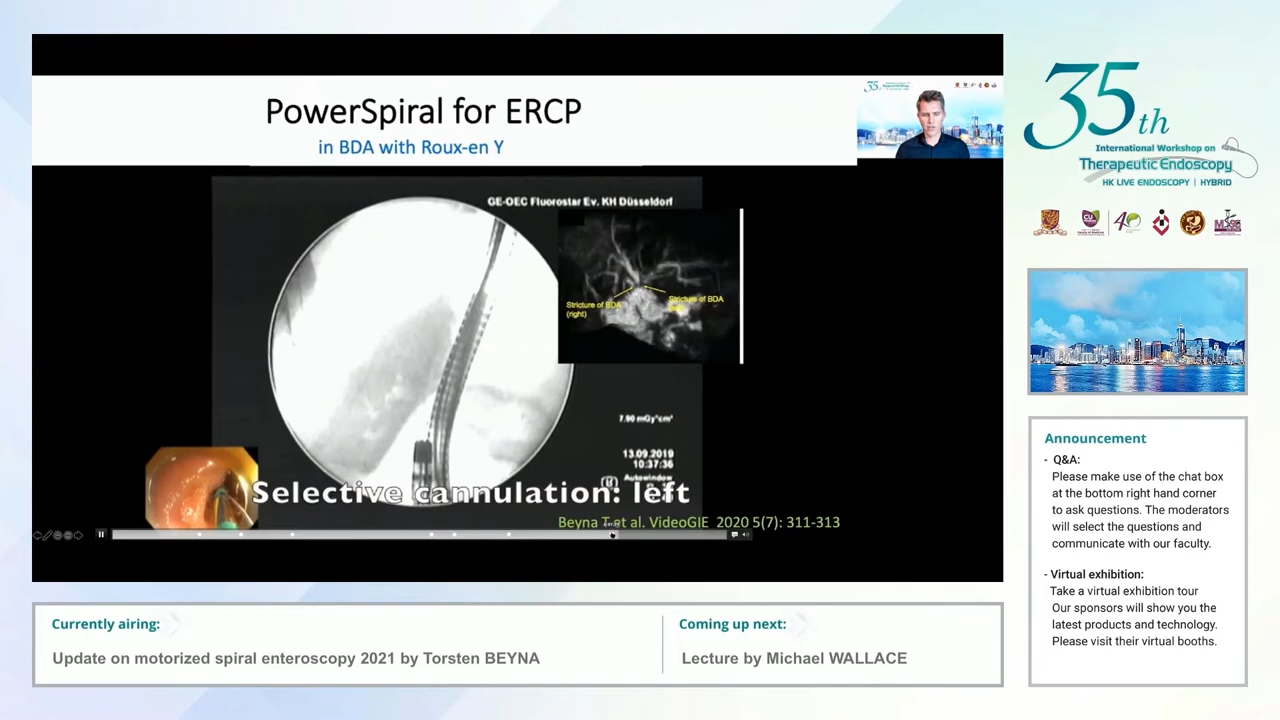 PowerSpiral for ERCP
in BDA with Roux-en Y
GE-OEC Fluorostar Ev. KH Düsseldorf
Stricture of BDA
(right)
Stricture of BDA
7.90 mGy*cm²
13.09.2019
10:37:36
Autowindow
Selective cannulation: left
Beyna T et al. VideoGIE 2020 5(7): 311-313
35th
International Workshop on
Therapeutic Endoscopy
HK LIVE ENDOSCOPY | HYBRID
Announcement
- Q&A:
Please make use of the chat box
at the bottom right hand corner
to ask questions. The moderators
will select the questions and
communicate with our faculty.
- Virtual exhibition:
Take a virtual exhibition tour
Our sponsors will show you the
latest products and technology.
Please visit their virtual booths.
Currently airing:
Update on motorized spiral enteroscopy 2021 by Torsten BEYNA
Coming up next:
Lecture by Michael WALLACE